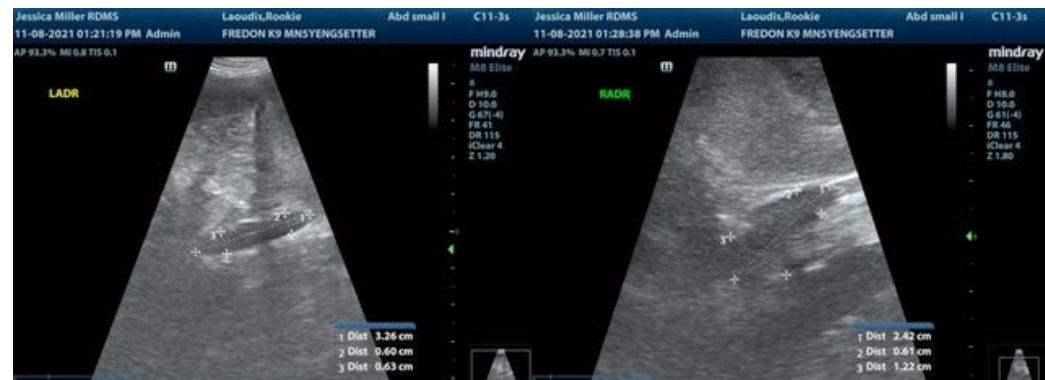 Jessica Miller RDMS Laoudis,Rookie Abd small I C11-3s
11-08-2021 01:21:19 PM Admin FREDON K9 MN5YENGSETTER
AP 93.3% MI 0.8 TIS 0.1
mindray
M8 Elite
B
F H9.0
D 10.0
G 67(-4)
FR 41
DR 115
iClear 4
Z 1.20
M
LADR
2
1
3
1 Dist 3.26 cm
2 Dist 0.60 cm
3 Dist 0.63 cm
Jessica Miller RDMS Laoudis,Rookie Abd small I C11-3s
11-08-2021 01:28:38 PM Admin FREDON K9 MN5YENGSETTER
AP 93.3% MI 0.7 TIS 0.1
mindray
M8 Elite
B
F H8.0
D 10.0
G 61(-4)
FR 46
DR 115
iClear 4
Z 1.80
M
RADR
2
1
3
1 Dist 2.42 cm
2 Dist 0.61 cm
3 Dist 1.22 cm